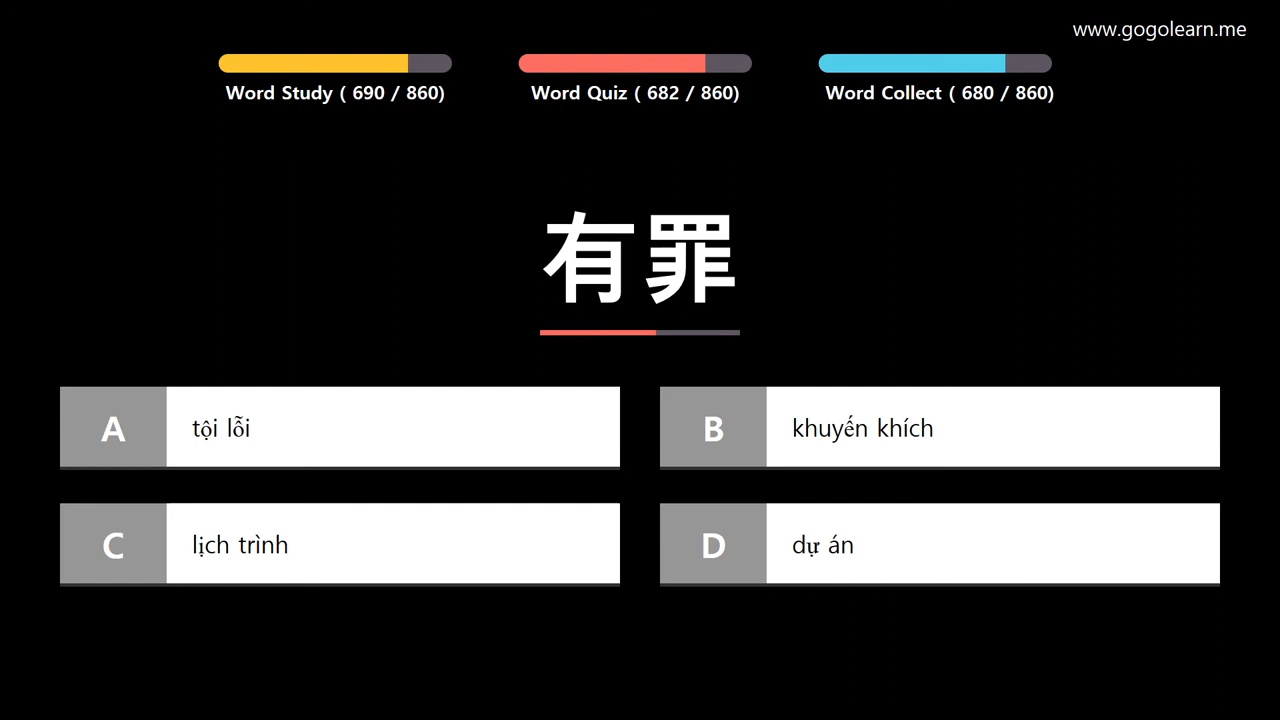 www.gogolearn.me
Word Study ( 690 / 860)
Word Quiz ( 682 / 860)
Word Collect ( 680 / 860)
有罪
A tội lỗi
B khuyến khích
C lịch trình
D dự án